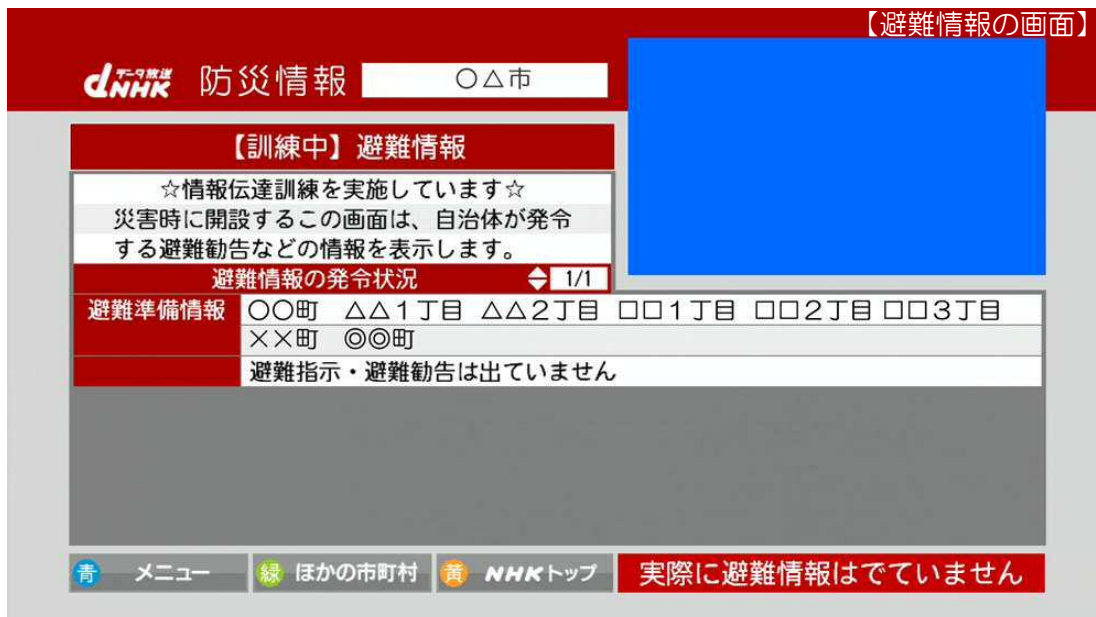 【避難情報の画面】
データ放送
dNHK 防災情報 ○△市
【訓練中】避難情報
☆情報伝達訓練を実施しています☆
災害時に開設するこの画面は、自治体が発令
する避難勧告などの情報を表示します。
避難情報の発令状況 1/1
避難準備情報 ○○町 △△1丁目 △△2丁目 □□1丁目 □□2丁目 □□3丁目
××町 ◎◎町
避難指示・避難勧告は出ていません
青 メニュー 緑 ほかの市町村 黄 NHKトップ 実際に避難情報はでていません